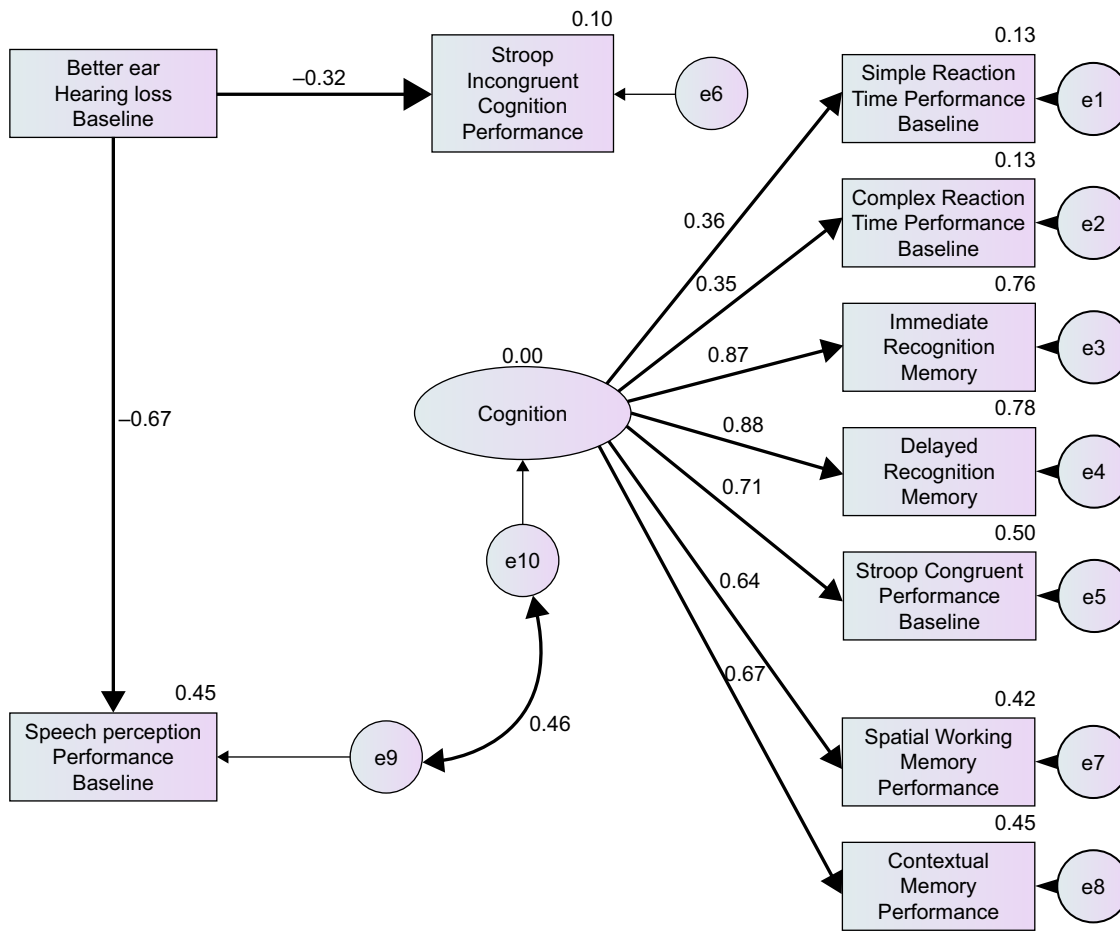 Better ear
Hearing loss
Baseline
–0.32
0.10
Stroop
Incongruent
Cognition
Performance
e6
–0.67
0.45
Speech perception
Performance
Baseline
e9
0.46
e10
0.00
Cognition
0.36
0.35
0.87
0.88
0.71
0.64
0.67
0.13
Simple Reaction
Time Performance
Baseline
e1
0.13
Complex Reaction
Time Performance
Baseline
e2
0.76
Immediate
Recognition
Memory
e3
0.78
Delayed
Recognition
Memory
e4
0.50
Stroop Congruent
Performance
Baseline
e5
0.42
Spatial Working
Memory
Performance
e7
0.45
Contextual
Memory
Performance
e8